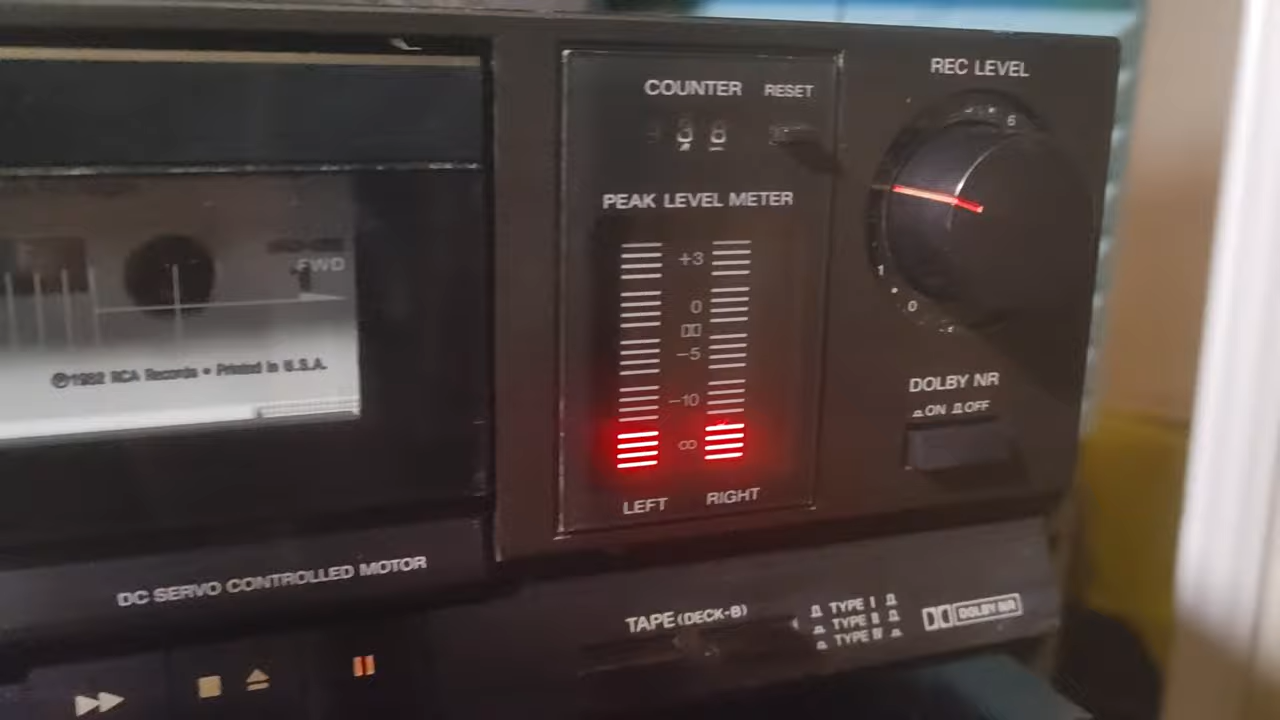 REC LEVEL
COUNTER RESET
6
PEAK LEVEL METER
+3
FWD
1
0
0
−5
℗1982 RCA Records • Printed in U.S.A.
DOLBY NR
−10
ON OFF
∞
LEFT RIGHT
DC SERVO CONTROLLED MOTOR
TAPE (DECK-B)
TYPE I
TYPE II
TYPE IV
DOLBY NR